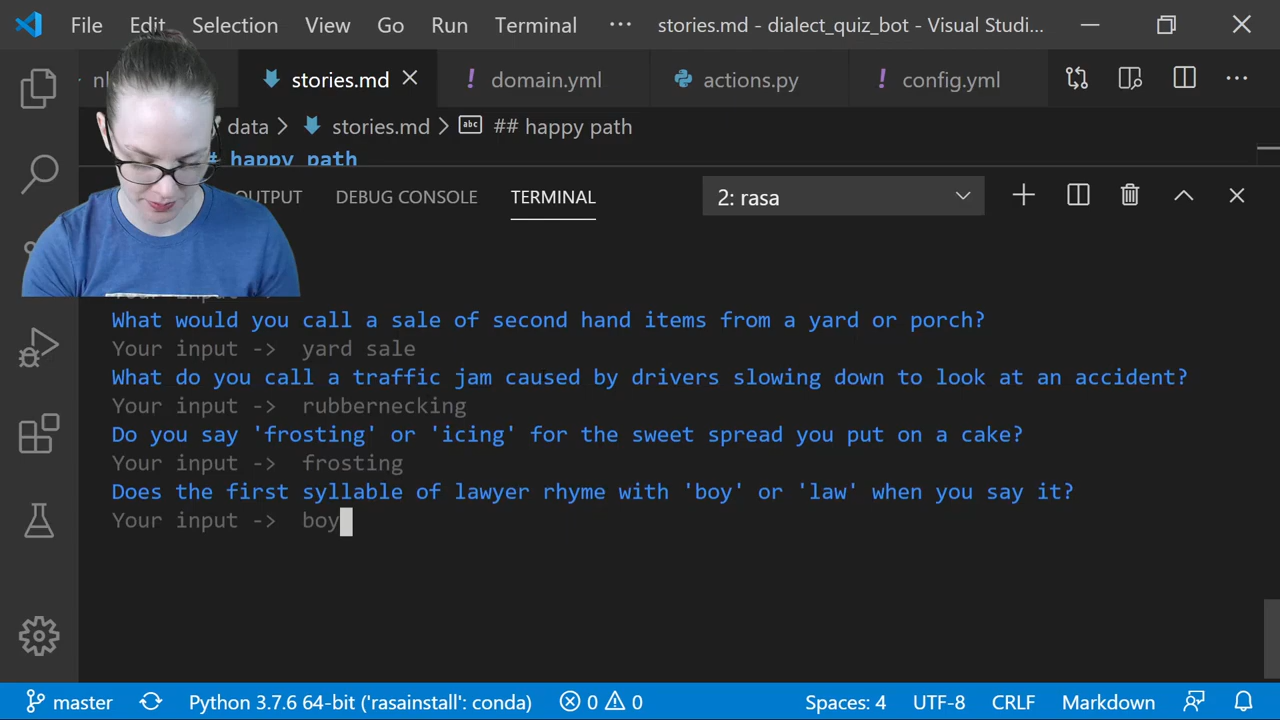 File Edit Selection View Go Run Terminal ··· stories.md - dialect_quiz_bot - Visual Studi...
stories.md domain.yml actions.py config.yml ···
data > stories.md > ## happy path
# happy path
OUTPUT DEBUG CONSOLE TERMINAL 2: rasa
What would you call a sale of second hand items from a yard or porch?
Your input -> yard sale
What do you call a traffic jam caused by drivers slowing down to look at an accident?
Your input -> rubbernecking
Do you say 'frosting' or 'icing' for the sweet spread you put on a cake?
Your input -> frosting
Does the first syllable of lawyer rhyme with 'boy' or 'law' when you say it?
Your input -> boy
master Python 3.7.6 64-bit ('rasainstall': conda) 0 0 Spaces: 4 UTF-8 CRLF Markdown